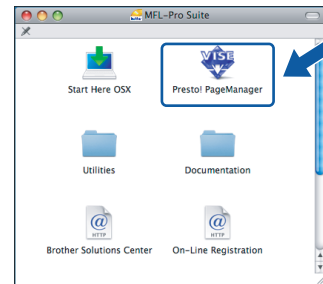 MFL-Pro Suite
VISE
Start Here OSX
Presto! PageManager
Utilities
Documentation
@
HTTP
@
HTTP
Brother Solutions Center
On-Line Registration